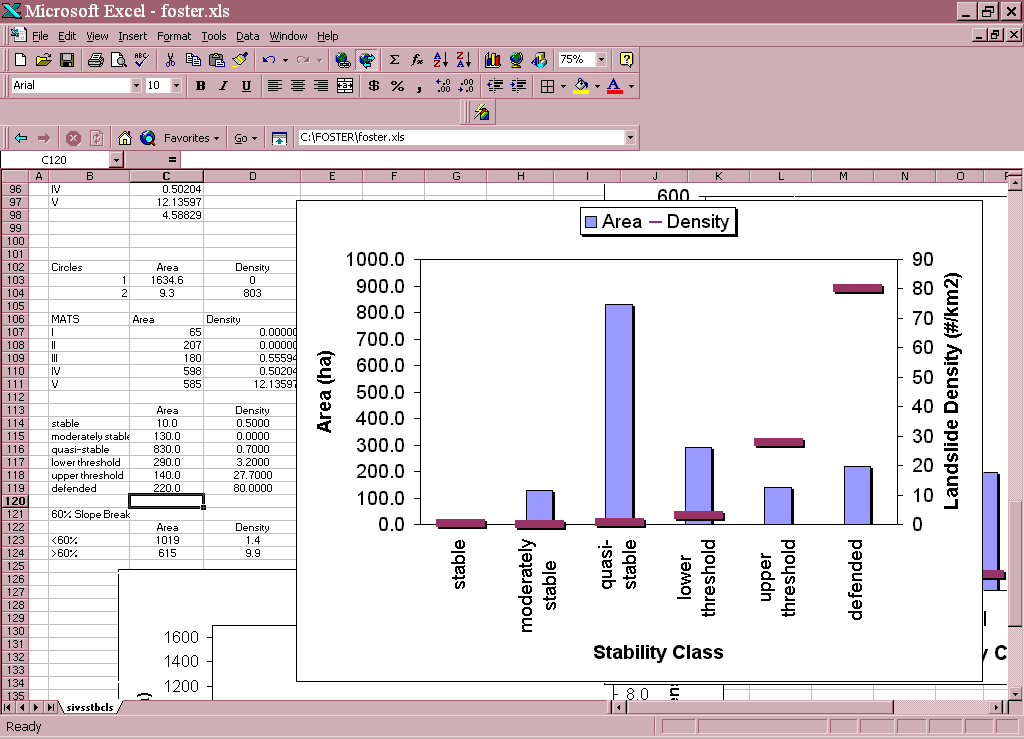 Microsoft Excel - foster.xls
File Edit View Insert Format Tools Data Window Help
75%
Arial 10 B I U $ % ,
Favorites Go C:\FOSTER\foster.xls
C120 =
A B C D E F G H I J K L M N O
96 IV 0.50204
97 V 12.13597
98 4.58829
99
100
101
102 Circles Area Density
103 1 1634.6 0
104 2 9.3 803
105
106 MATS Area Density
107 I 65 0.0000
108 II 207 0.0000
109 III 180 0.5559
110 IV 598 0.5020
111 V 585 12.1359
112
113 Area Density
114 stable 10.0 0.5000
115 moderately stable 130.0 0.0000
116 quasi-stable 830.0 0.7000
117 lower threshold 290.0 3.2000
118 upper threshold 140.0 27.7000
119 defended 220.0 80.0000
120
121 60% Slope Break
122 Area Density
123 <60% 1019 1.4
124 >60% 615 9.9
125
126
127
128
129
130
131
132
133
134
135
600
Area Density
Area (ha)
1000.0
900.0
800.0
700.0
600.0
500.0
400.0
300.0
200.0
100.0
0.0
90
80
70
60
50
40
30
20
10
0
Landslide Density (#/km2)
stable
moderately
stable
quasi-
stable
lower
threshold
upper
threshold
defended
Stability Class
1600
1400
1200
8.0
sivsstbcls
Ready